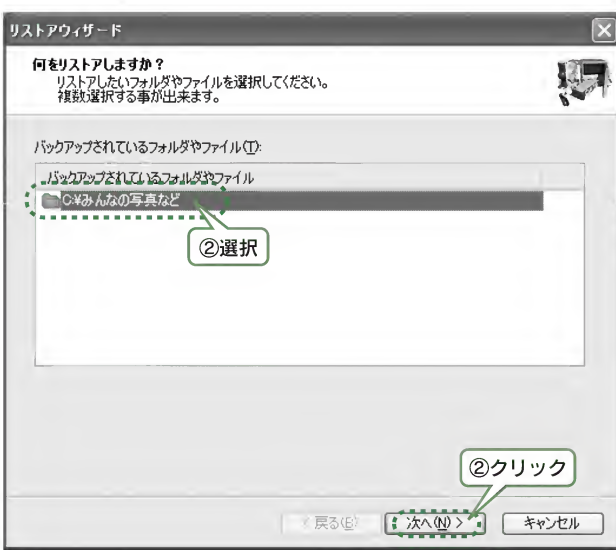 リストアウィザード
何をリストアしますか？
リストアしたいフォルダやファイルを選択してください。
複数選択する事が出来ます。
バックアップされているフォルダやファイル(T):
バックアップされているフォルダやファイル
C:¥みんなの写真など
②選択
②クリック
< 戻る(B)
次へ(N) >
キャンセル